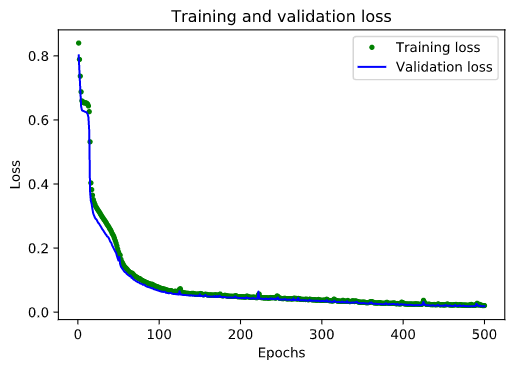 Training and validation loss
Training loss
Validation loss
Loss
0.8
0.6
0.4
0.2
0.0
0 100 200 300 400 500
Epochs